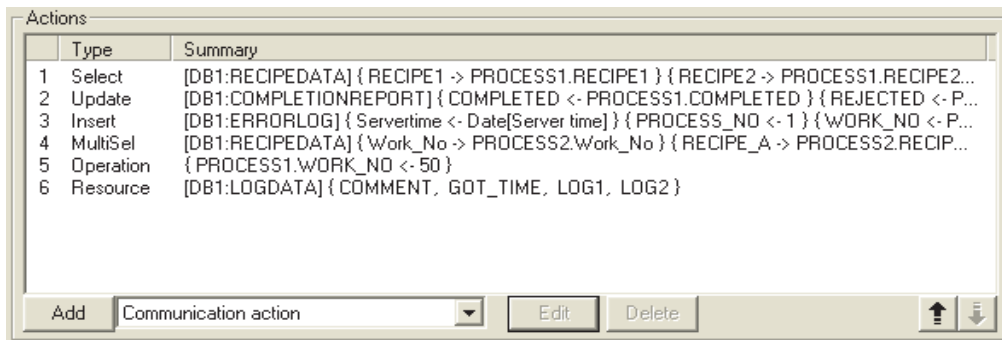 Actions
Type Summary
1 Select [DB1:RECIPEDATA] { RECIPE1 -> PROCESS1.RECIPE1 } { RECIPE2 -> PROCESS1.RECIPE2...
2 Update [DB1:COMPLETIONREPORT] { COMPLETED <- PROCESS1.COMPLETED } { REJECTED <- P...
3 Insert [DB1:ERRORLOG] { Servertime <- Date[Server time] } { PROCESS_NO <- 1 } { WORK_NO <- P...
4 MultiSel [DB1:RECIPEDATA] { Work_No -> PROCESS2.Work_No } { RECIPE_A -> PROCESS2.RECIP...
5 Operation { PROCESS1.WORK_NO <- 50 }
6 Resource [DB1:LOGDATA] { COMMENT, GOT_TIME, LOG1, LOG2 }
Add Communication action Edit Delete